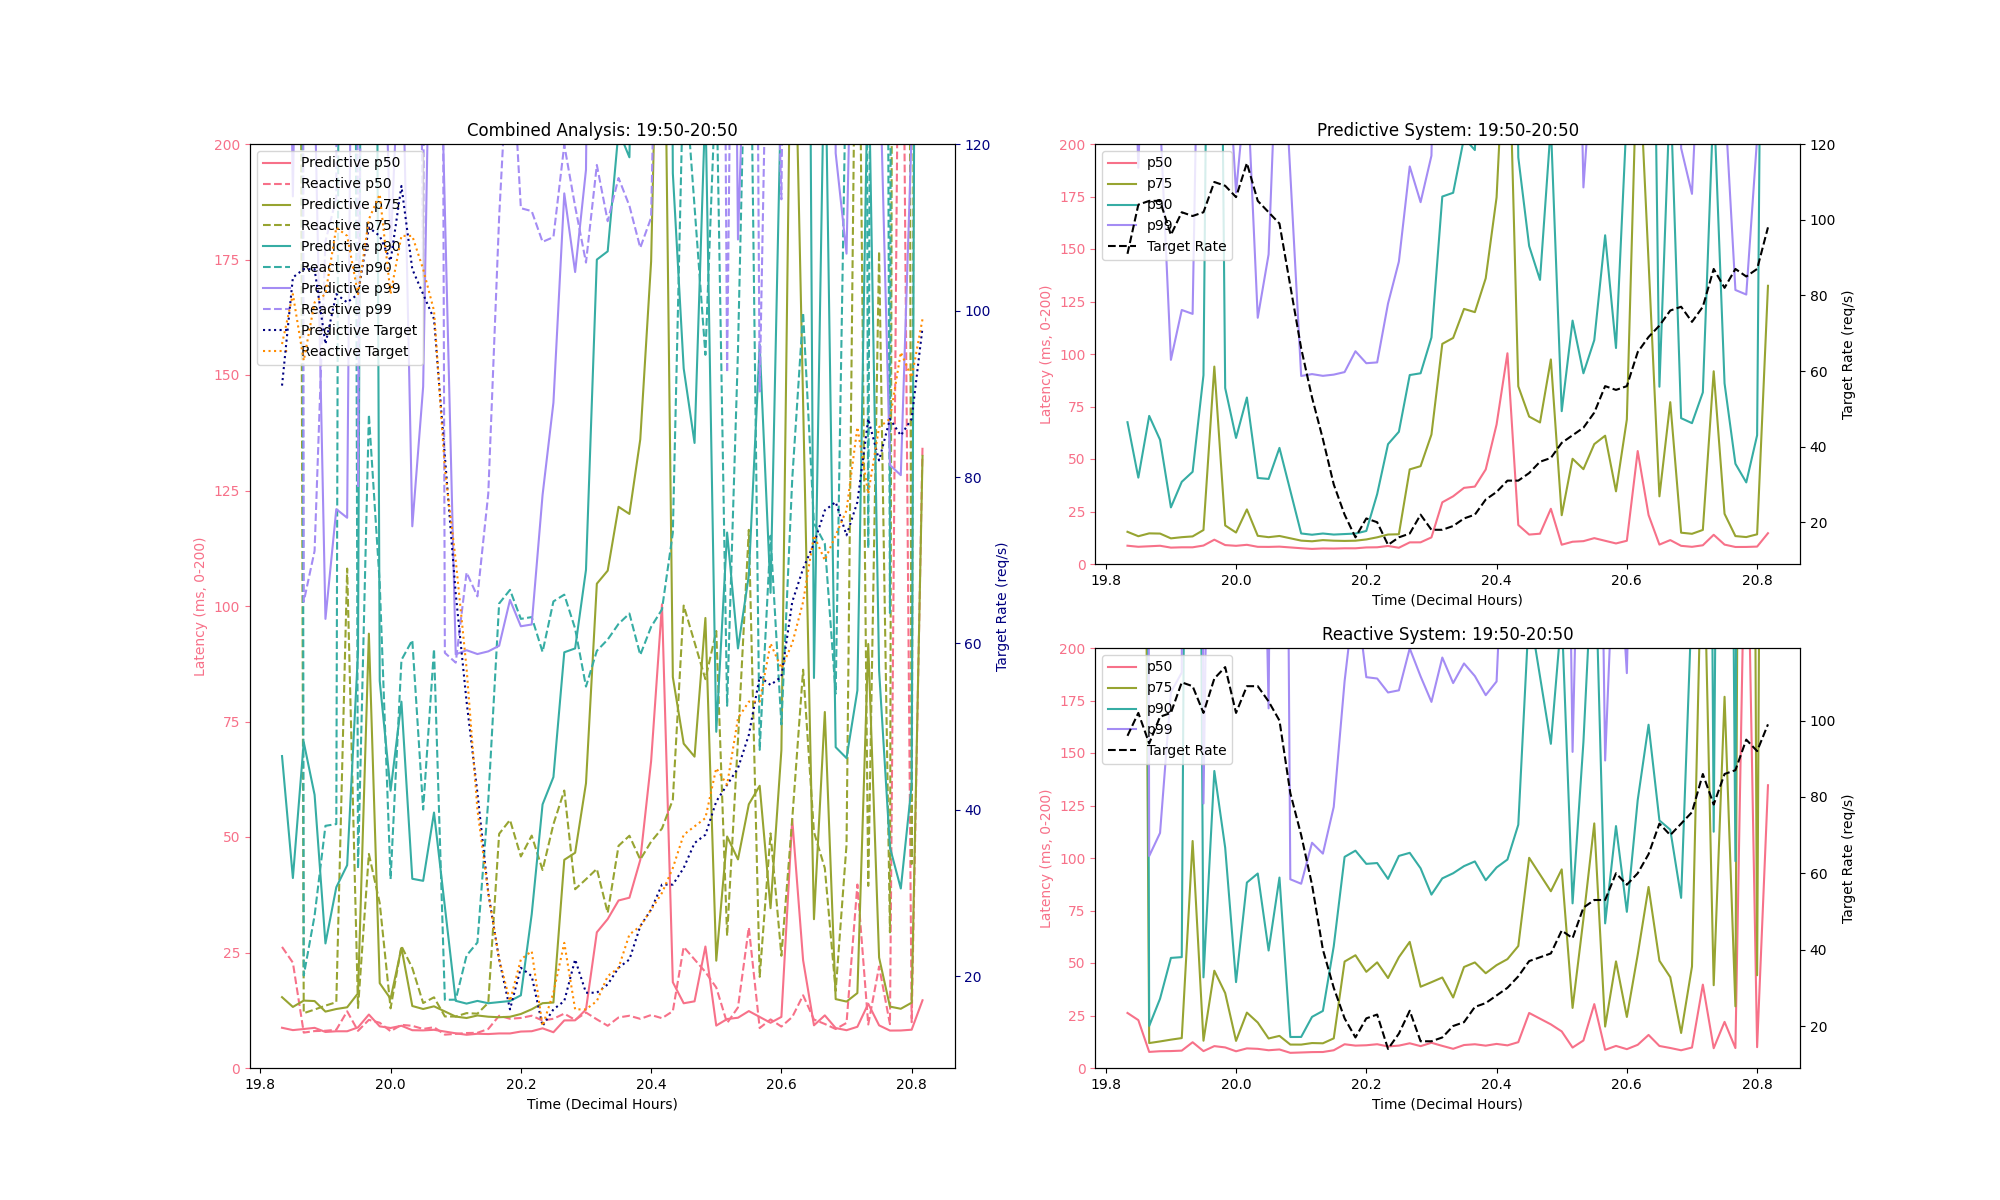 Combined Analysis: 19:50-20:50
200
175
150
125
100
75
50
25
0
Latency (ms, 0-200)
Predictive p50
Reactive p50
Predictive p75
Reactive p75
Predictive p90
Reactive p90
Predictive p99
Reactive p99
Predictive Target
Reactive Target
120
100
80
60
40
20
Target Rate (req/s)
19.8 20.0 20.2 20.4 20.6 20.8
Time (Decimal Hours)
Predictive System: 19:50-20:50
200
175
150
125
100
75
50
25
0
Latency (ms, 0-200)
p50
p75
p90
p99
Target Rate
120
100
80
60
40
20
Target Rate (req/s)
19.8 20.0 20.2 20.4 20.6 20.8
Time (Decimal Hours)
Reactive System: 19:50-20:50
200
175
150
125
100
75
50
25
0
Latency (ms, 0-200)
p50
p75
p90
p99
Target Rate
100
80
60
40
20
Target Rate (req/s)
19.8 20.0 20.2 20.4 20.6 20.8
Time (Decimal Hours)